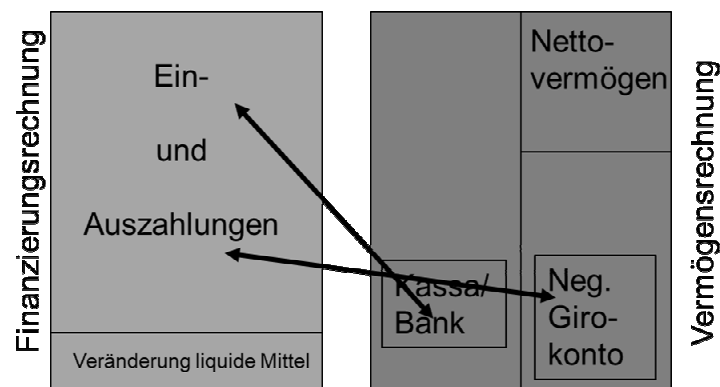 Finanzierungsrechnung
Ein-
und
Auszahlungen
Veränderung liquide Mittel
Kassa/
Bank
Netto-
vermögen
Neg.
Giro-
konto
Vermögensrechnung